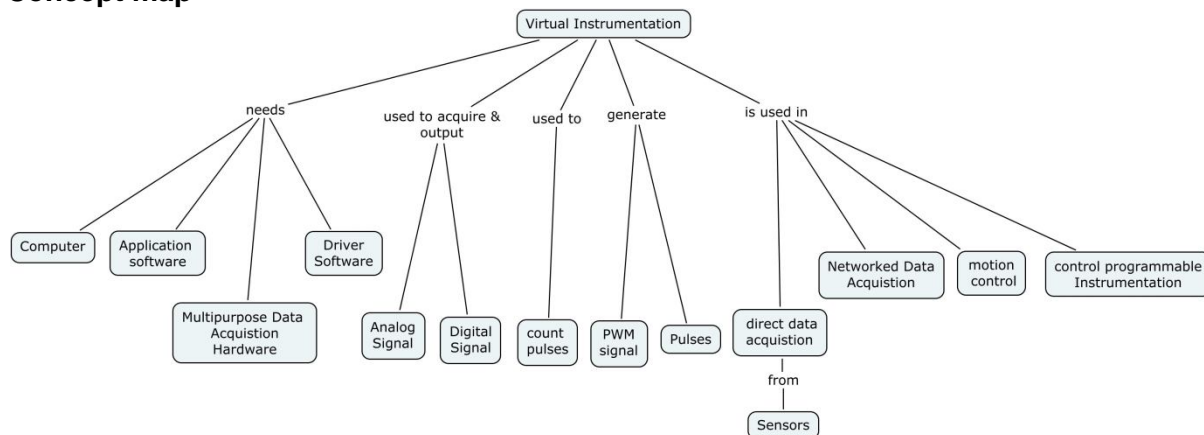 Virtual Instrumentation
needs
used to acquire &
output
used to
generate
is used in
Computer
Application
software
Driver
Software
Multipurpose Data
Acquistion
Hardware
Analog
Signal
Digital
Signal
count
pulses
PWM
signal
Pulses
direct data
acquistion
from
Sensors
Networked Data
Acquistion
motion
control
control programmable
Instrumentation